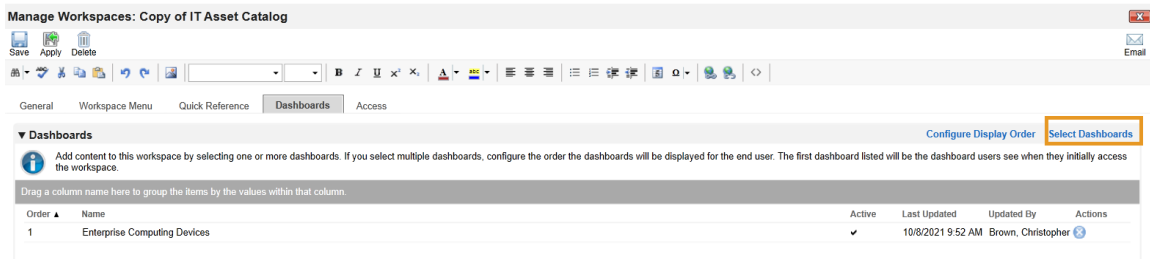 Manage Workspaces: Copy of IT Asset Catalog
Save Apply Delete Email
B I U x² x₂ A abc Ω
General Workspace Menu Quick Reference Dashboards Access
▼ Dashboards Configure Display Order Select Dashboards
Add content to this workspace by selecting one or more dashboards. If you select multiple dashboards, configure the order the dashboards will be displayed for the end user. The first dashboard listed will be the dashboard users see when they initially access
the workspace.
Drag a column name here to group the items by the values within that column.
Order ▲ Name Active Last Updated Updated By Actions
1 Enterprise Computing Devices ✔ 10/8/2021 9:52 AM Brown, Christopher